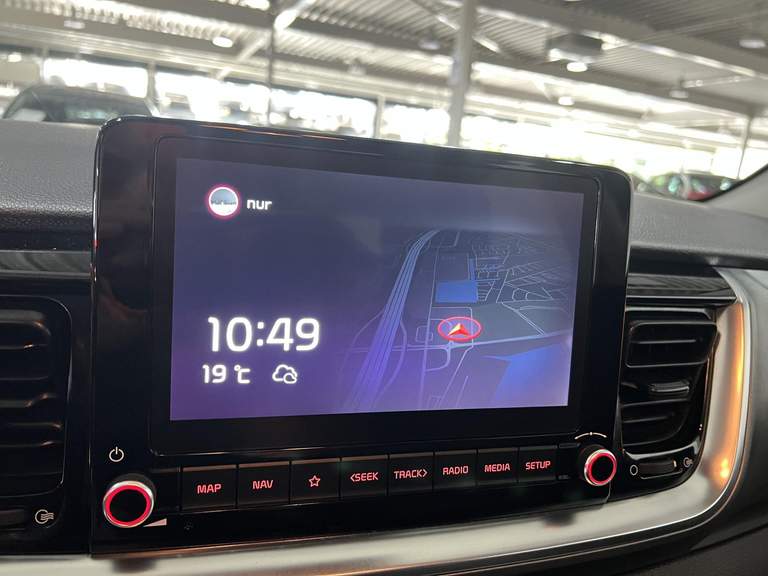 nur
10:49
19 °C
MAP NAV <SEEK TRACK> RADIO MEDIA SETUP